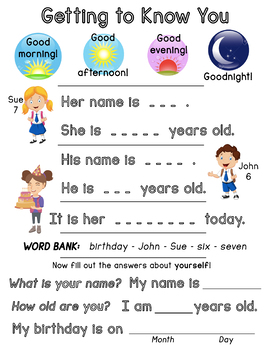 Getting to Know You
Good
morning!
Good
afternoon!
Good
evening!
Goodnight!
Sue
7
Her name is _ _ _ .
She is _ _ _ _ _ years old.
His name is _ _ _ _ .
John
6
He is _ _ _ years old.
It is her _ _ _ _ _ _ _ _ today.
WORD BANK: birthday - John - Sue - six - seven
Now fill out the answers about yourself!
What is your name? My name is ________
How old are you? I am _____ years old.
My birthday is on ____________ ______
Month Day